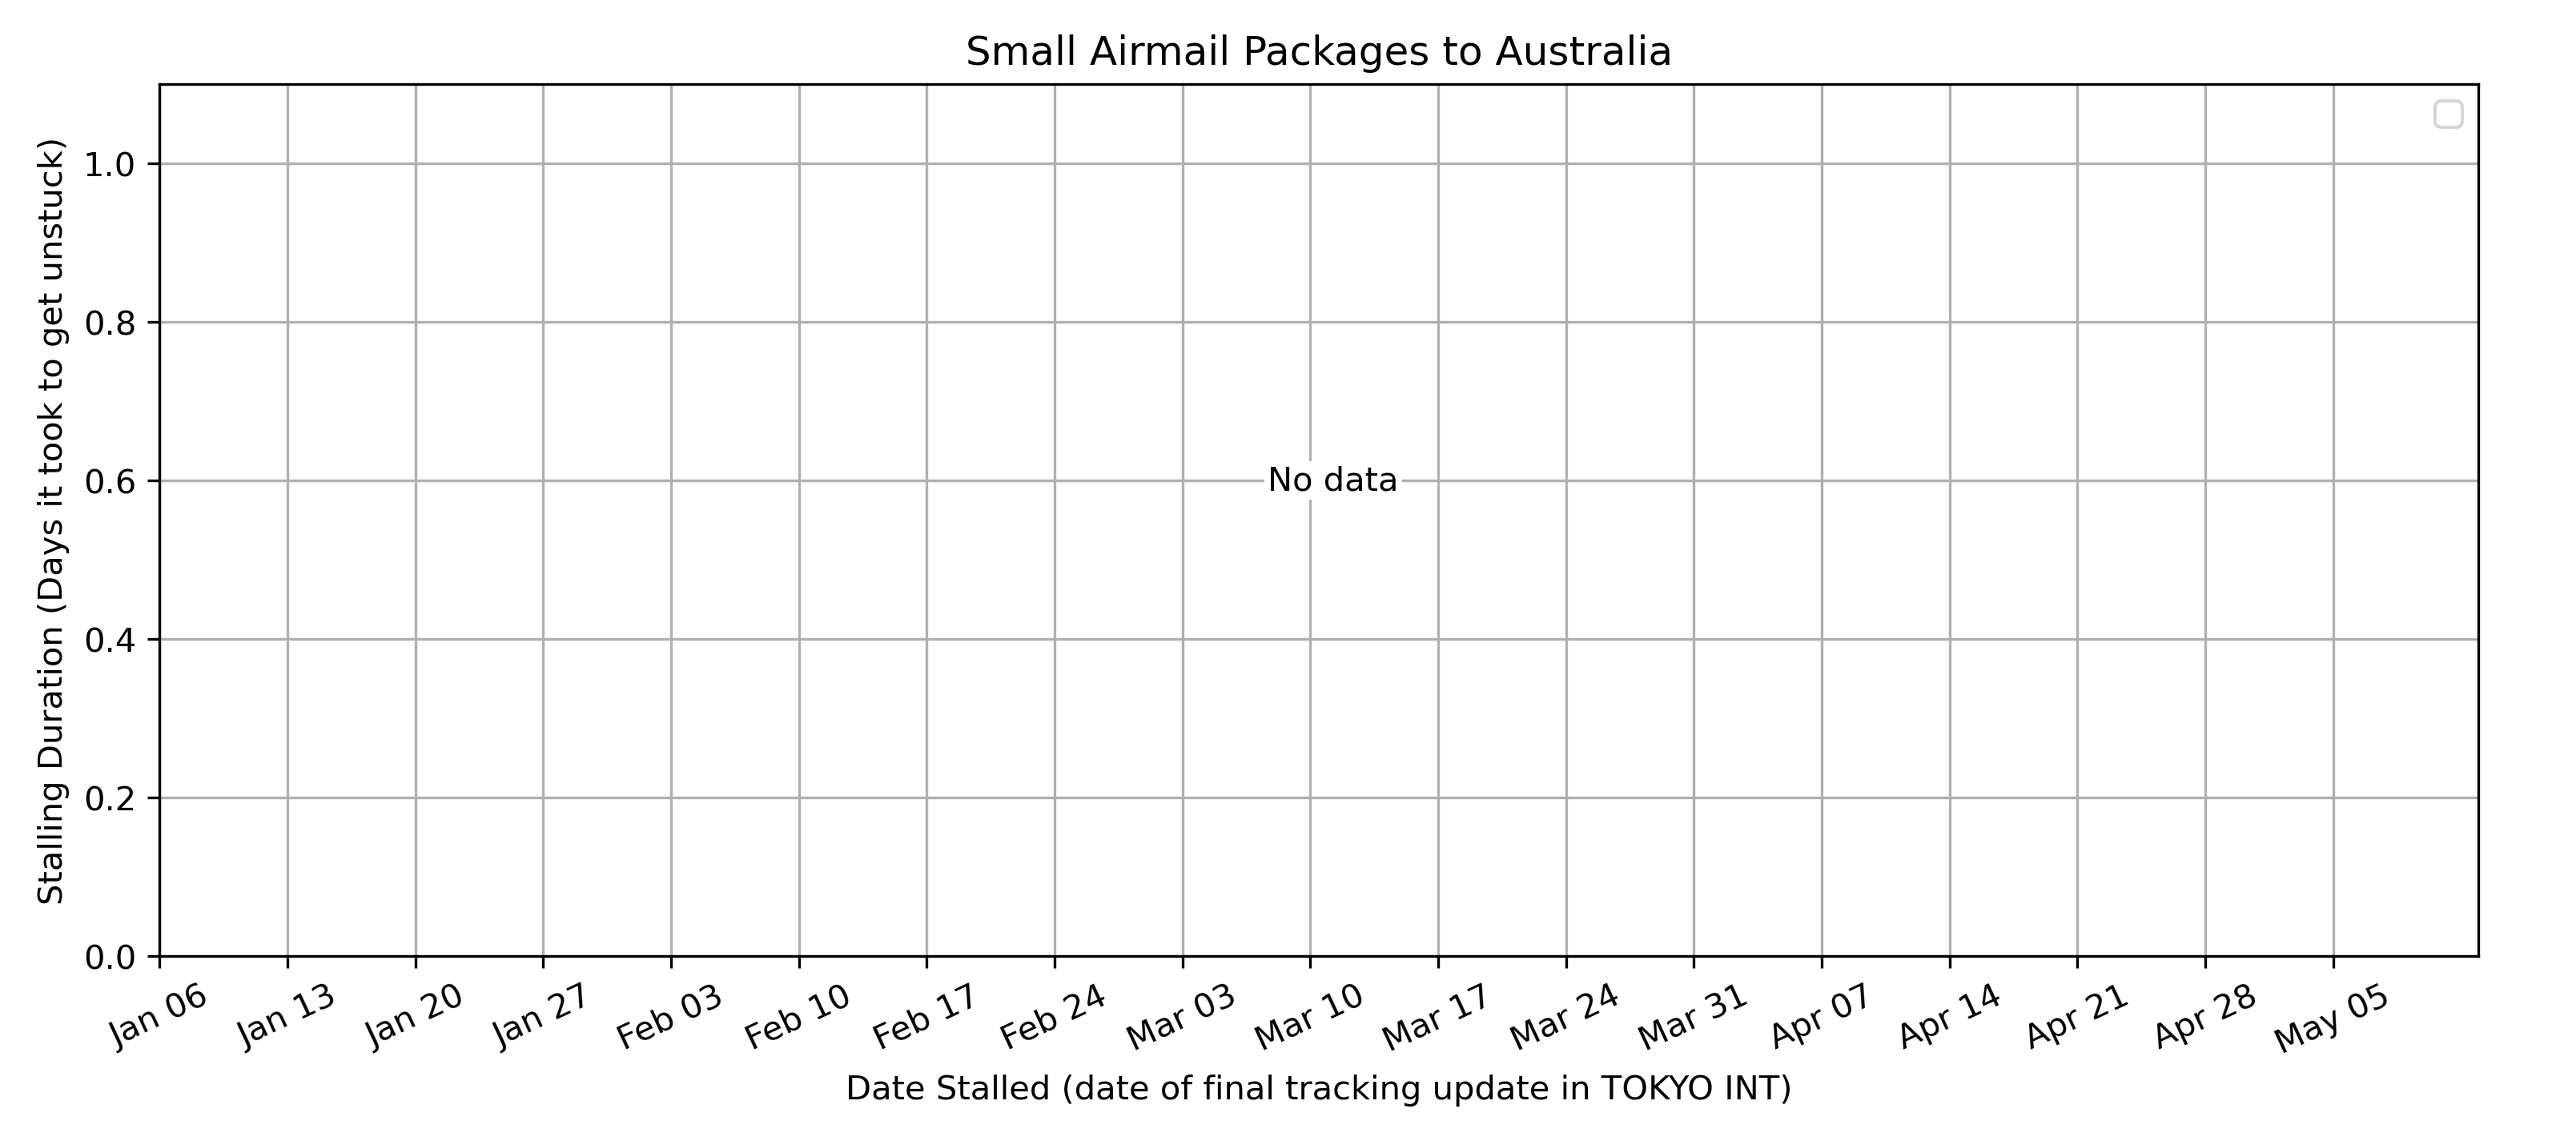 Small Airmail Packages to Australia
Stalling Duration (Days it took to get unstuck)
1.0
0.8
0.6
0.4
0.2
0.0
No data
Jan 06
Jan 13
Jan 20
Jan 27
Feb 03
Feb 10
Feb 17
Feb 24
Mar 03
Mar 10
Mar 17
Mar 24
Mar 31
Apr 07
Apr 14
Apr 21
Apr 28
May 05
Date Stalled (date of final tracking update in TOKYO INT)